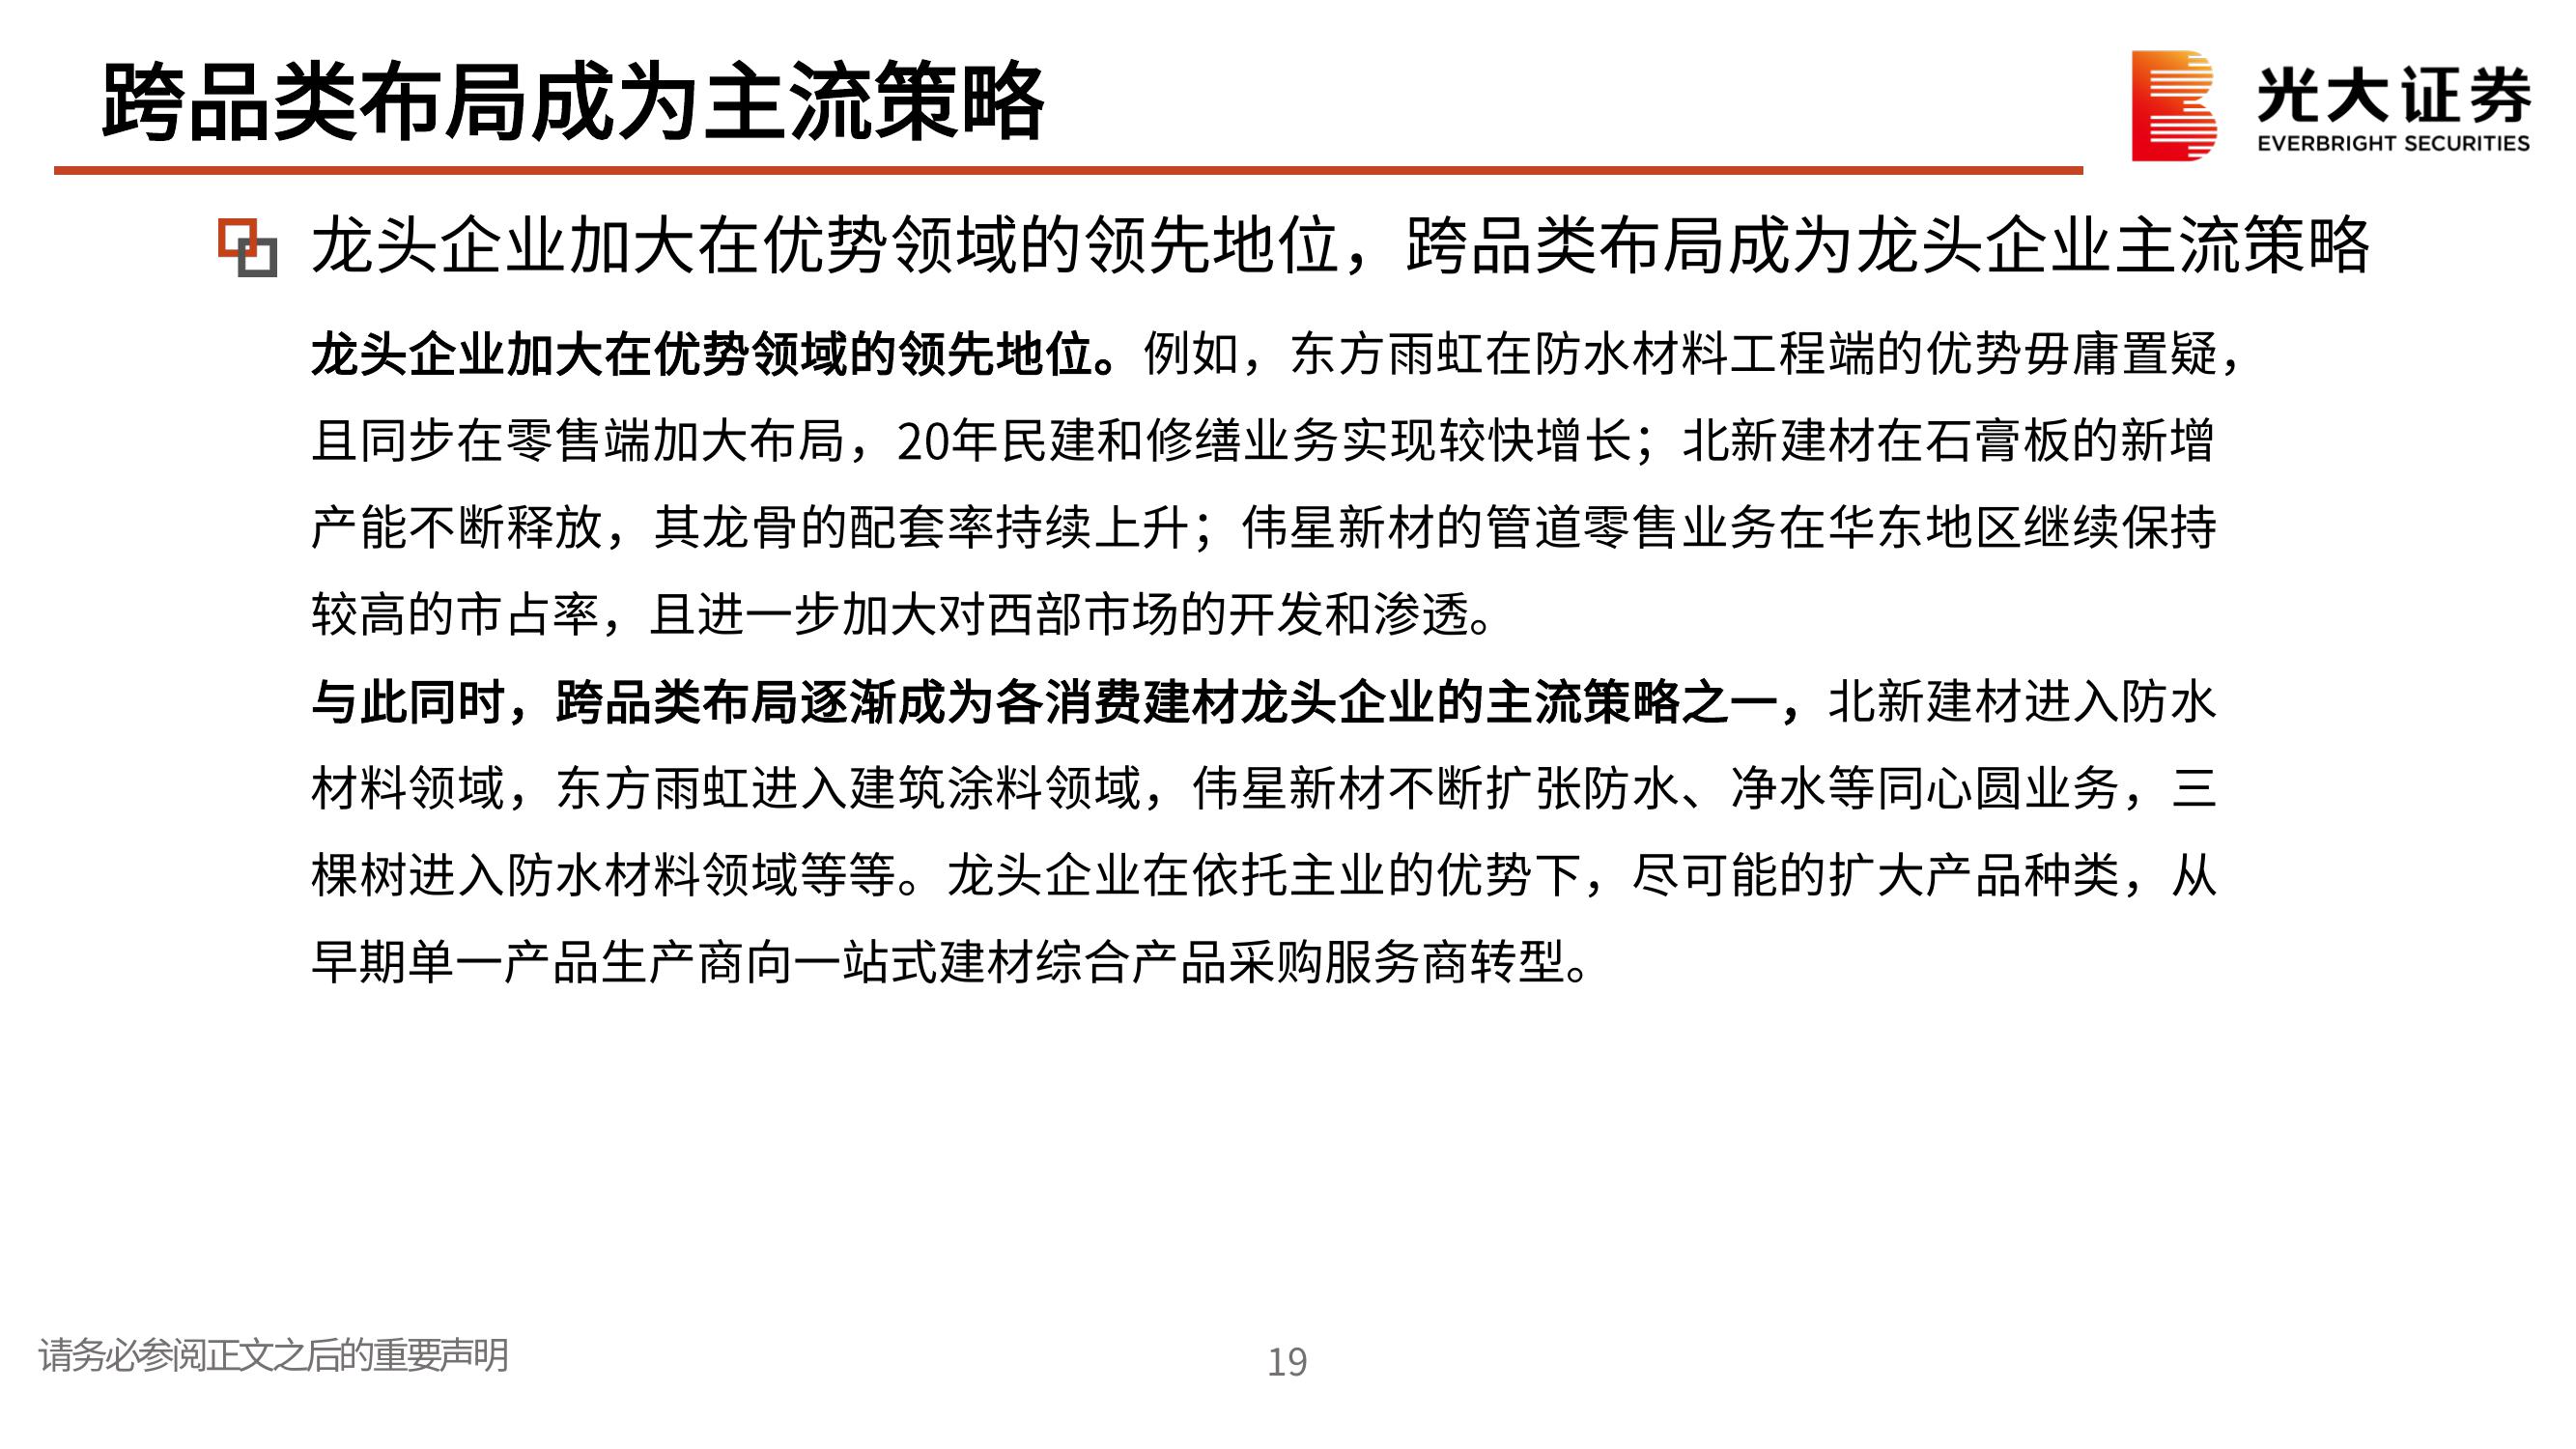 跨品类布局成为主流策略
光大证券
EVERBRIGHT SECURITIES
龙头企业加大在优势领域的领先地位，跨品类布局成为龙头企业主流策略
龙头企业加大在优势领域的领先地位。例如，东方雨虹在防水材料工程端的优势毋庸置疑，
且同步在零售端加大布局，20年民建和修缮业务实现较快增长；北新建材在石膏板的新增
产能不断释放，其龙骨的配套率持续上升；伟星新材的管道零售业务在华东地区继续保持
较高的市占率，且进一步加大对西部市场的开发和渗透。
与此同时，跨品类布局逐渐成为各消费建材龙头企业的主流策略之一，北新建材进入防水
材料领域，东方雨虹进入建筑涂料领域，伟星新材不断扩张防水、净水等同心圆业务，三
棵树进入防水材料领域等等。龙头企业在依托主业的优势下，尽可能的扩大产品种类，从
早期单一产品生产商向一站式建材综合产品采购服务商转型。
请务必参阅正文之后的重要声明
19